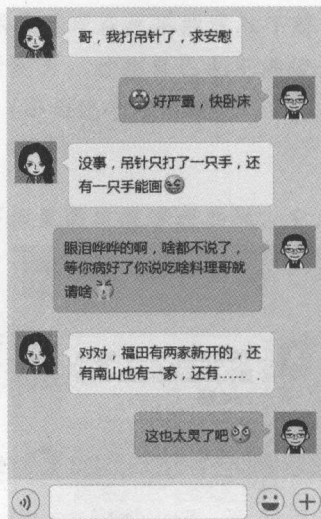 哥，我打吊针了，求安慰
好严重，快卧床
没事，吊针只打了一只手，还
有一只手能画
眼泪哗哗的啊，啥都不说了，
等你病好了你说吃啥料理哥就
请啥
对对，福田有两家新开的，还
有南山也有一家，还有……．
这也太灵了吧